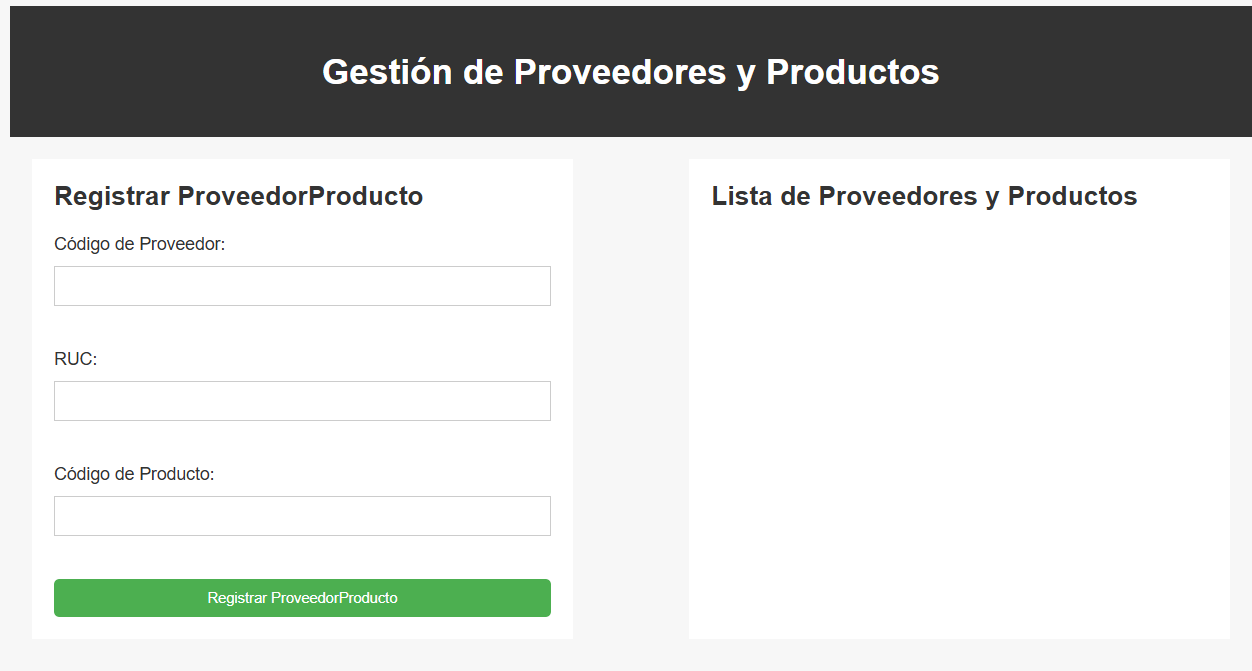 Gestión de Proveedores y Productos
Registrar ProveedorProducto
Código de Proveedor:
RUC:
Código de Producto:
Registrar ProveedorProducto
Lista de Proveedores y Productos